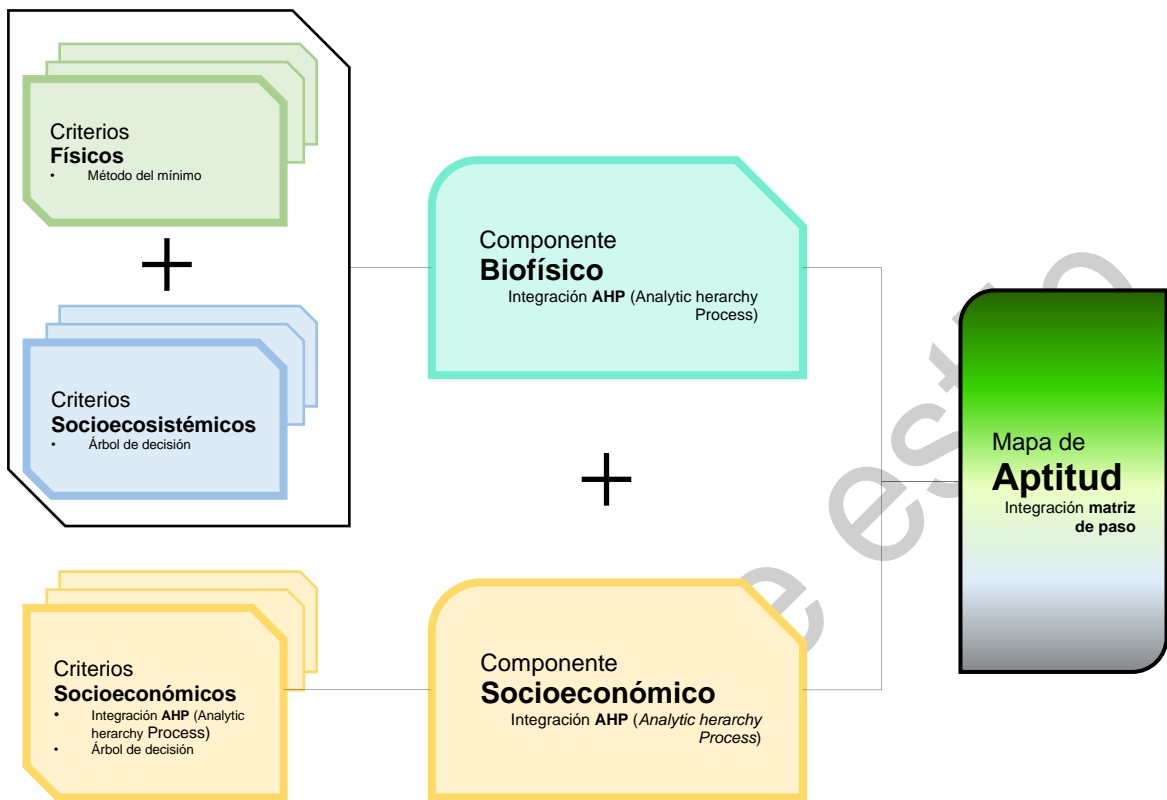 Criterios
Físicos
• Método del mínimo
+
Criterios
Socioecosistémicos
• Árbol de decisión
Criterios
Socioeconómicos
• Integración AHP (Analytic
herarchy Process)
• Árbol de decisión
Componente
Biofísico
Integración AHP (Analytic herarchy
Process)
+
Componente
Socioeconómico
Integración AHP (Analytic herarchy
Process)
Mapa de
Aptitud
Integración matriz
de paso
e est